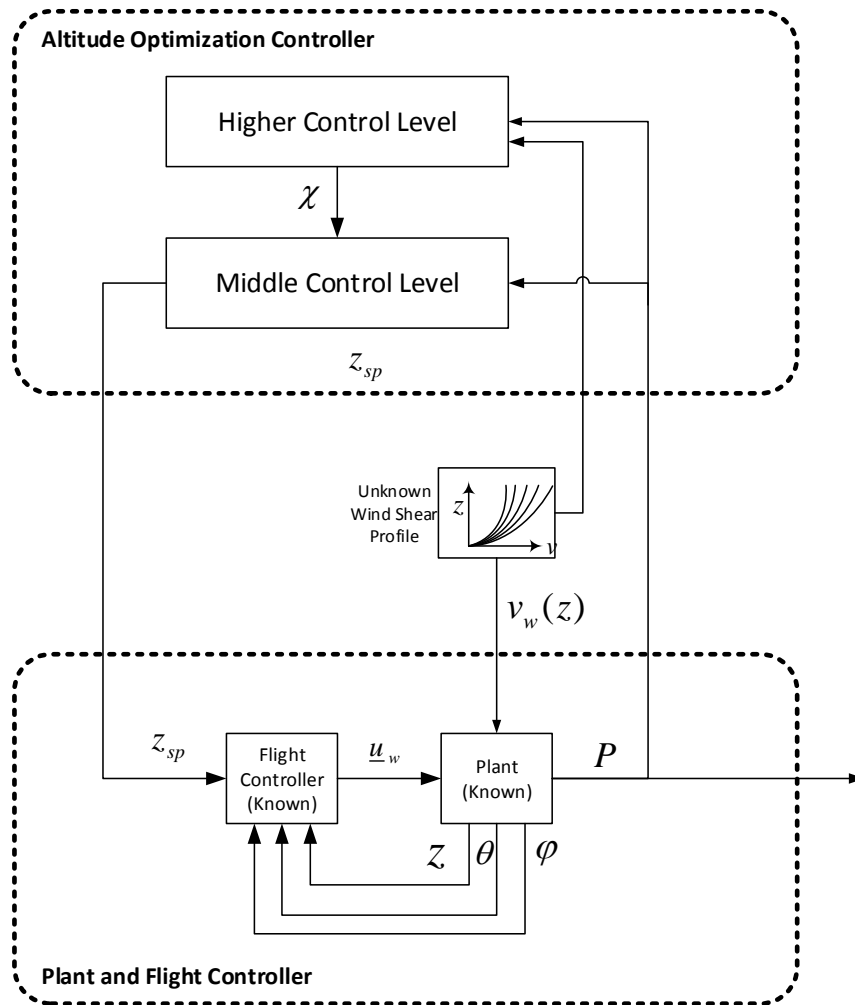 Altitude Optimization Controller
Higher Control Level
χ
Middle Control Level
z_sp
Unknown
Wind Shear
Profile
z
v
v_w(z)
z_sp
Flight
Controller
(Known)
u_w
Plant
(Known)
P
z θ φ
Plant and Flight Controller